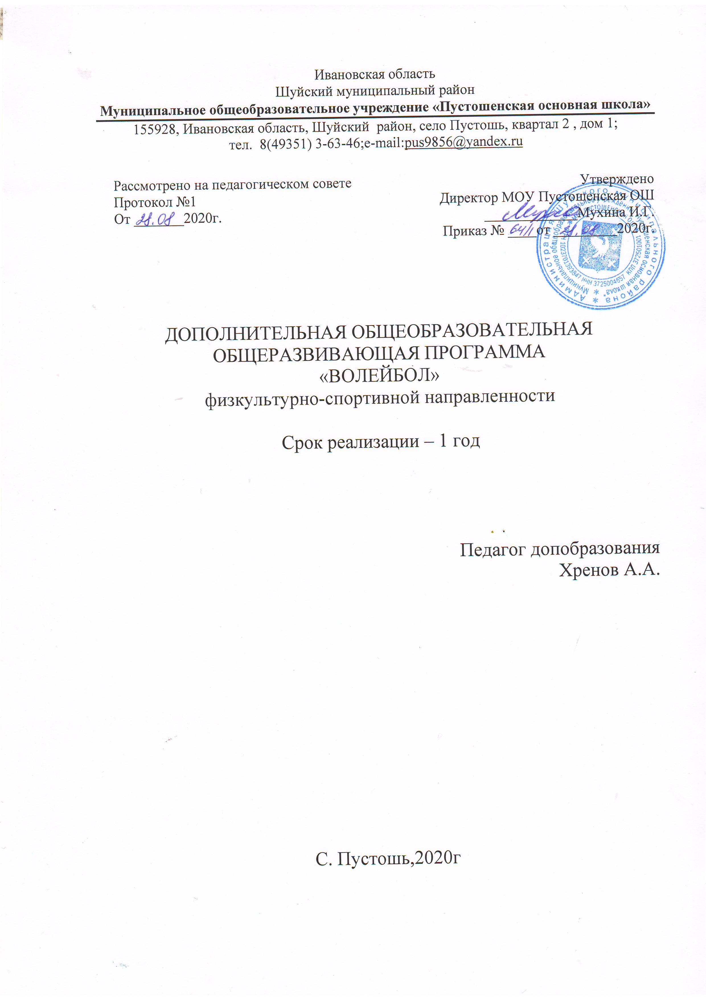 Ивановская область
Шуйский муниципальный район
Муниципальное общеобразовательное учреждение «Пустошенская основная школа»
155928, Ивановская область, Шуйский район, село Пустошь, квартал 2 , дом 1;
тел. 8(49351) 3-63-46;e-mail:pus9856@yandex.ru
Рассмотрено на педагогическом совете
Протокол №1
От 28.08 2020г.
Утверждено
Директор МОУ Пустошенская ОШ
Мухина И.Г.
Приказ № 64/1 от 28.08 2020г.
Администрация Шуйского муниципального района
Муниципальное общеобразовательное учреждение "Пустошенская основная школа"
1023701393847 ИНН 3725004657 КПП 372501001
ДОПОЛНИТЕЛЬНАЯ ОБЩЕОБРАЗОВАТЕЛЬНАЯ
ОБЩЕРАЗВИВАЮЩАЯ ПРОГРАММА
«ВОЛЕЙБОЛ»
физкультурно-спортивной направленности
Срок реализации – 1 год
Педагог допобразования
Хренов А.А.
С. Пустошь,2020г